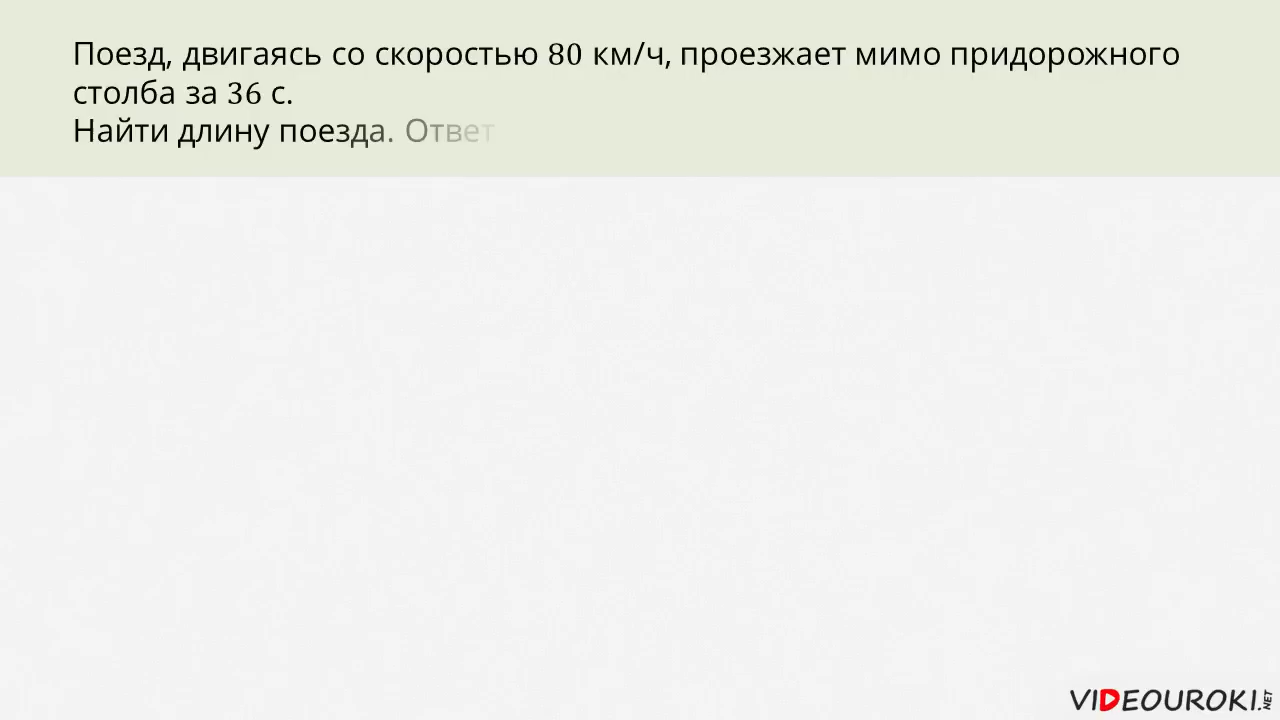 Поезд, двигаясь со скоростью 80 км/ч, проезжает мимо придорожного
столба за 36 с.
Найти длину поезда. Ответ
VIDEOUROKI.NET